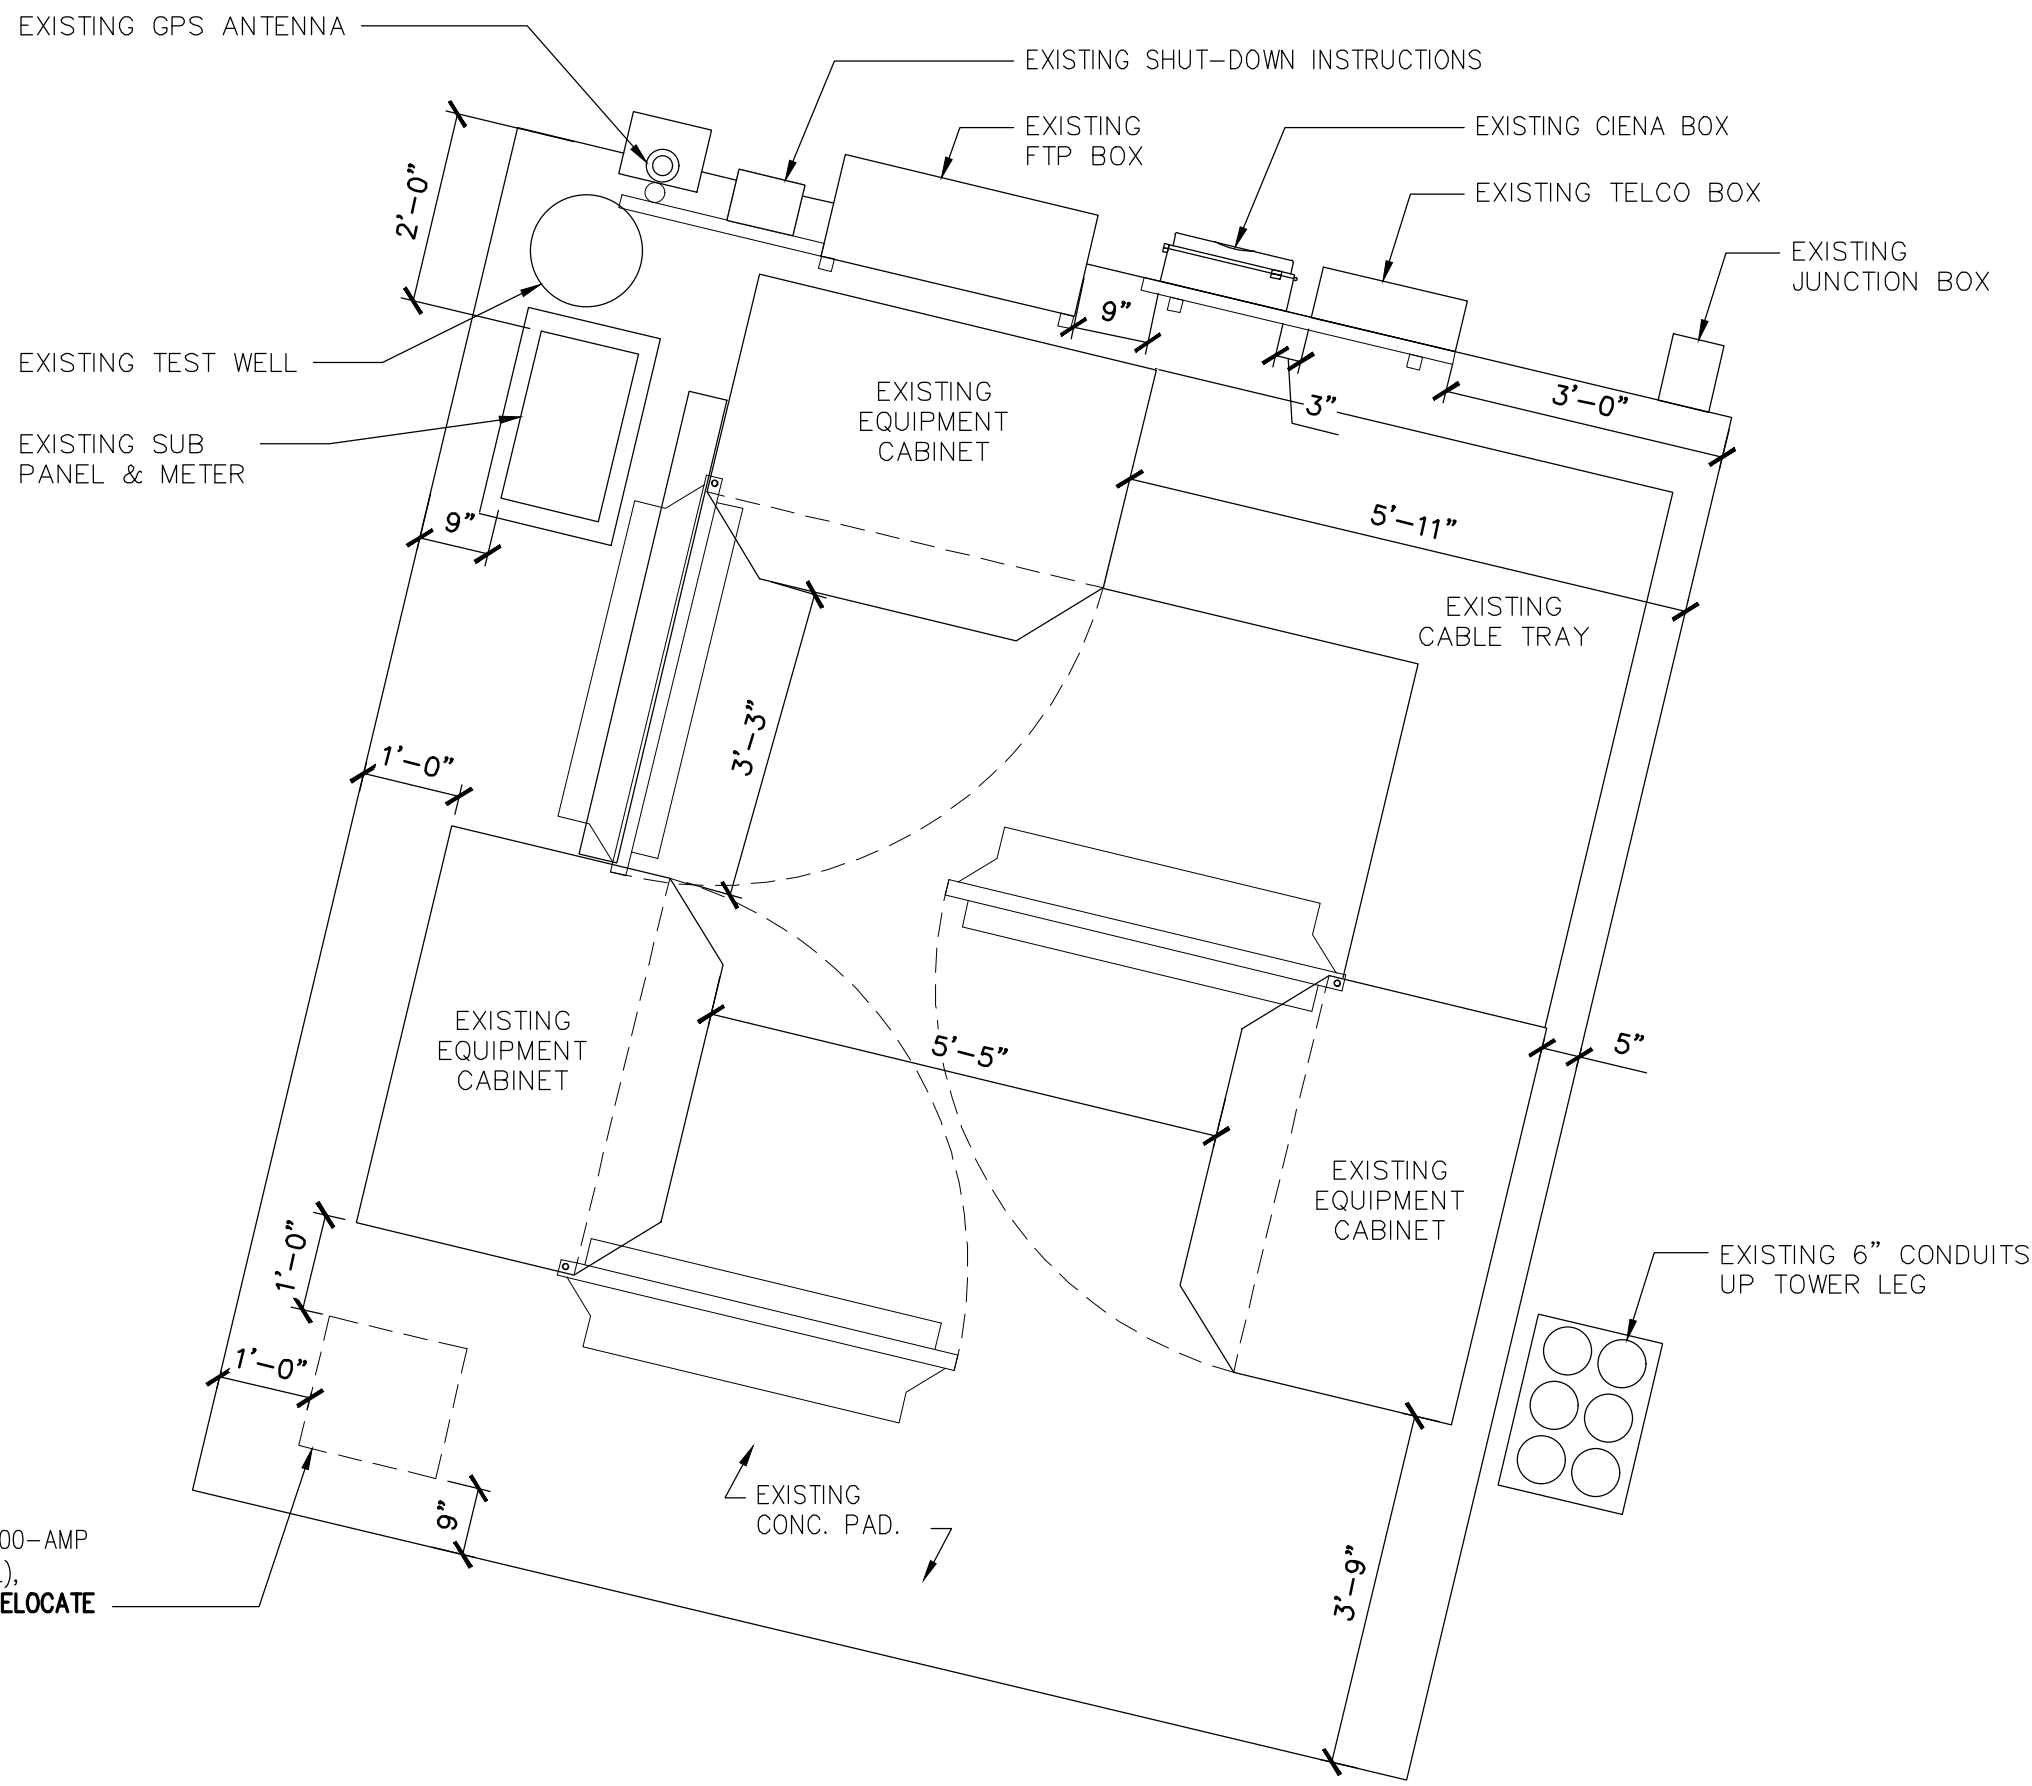 EXISTING GPS ANTENNA
EXISTING SHUT-DOWN INSTRUCTIONS
EXISTING
FTP BOX
EXISTING CIENA BOX
EXISTING TELCO BOX
EXISTING
JUNCTION BOX
2'-0"
EXISTING TEST WELL
EXISTING SUB
PANEL & METER
9"
9"
3"
3'-0"
EXISTING
EQUIPMENT
CABINET
5'-11"
EXISTING
CABLE TRAY
3'-3"
1'-0"
EXISTING
EQUIPMENT
CABINET
5'-5"
5"
EXISTING
EQUIPMENT
CABINET
EXISTING 6" CONDUITS
UP TOWER LEG
1'-0"
1'-0"
9"
EXISTING
CONC. PAD.
3'-9"
00-AMP
),
ELOCATE